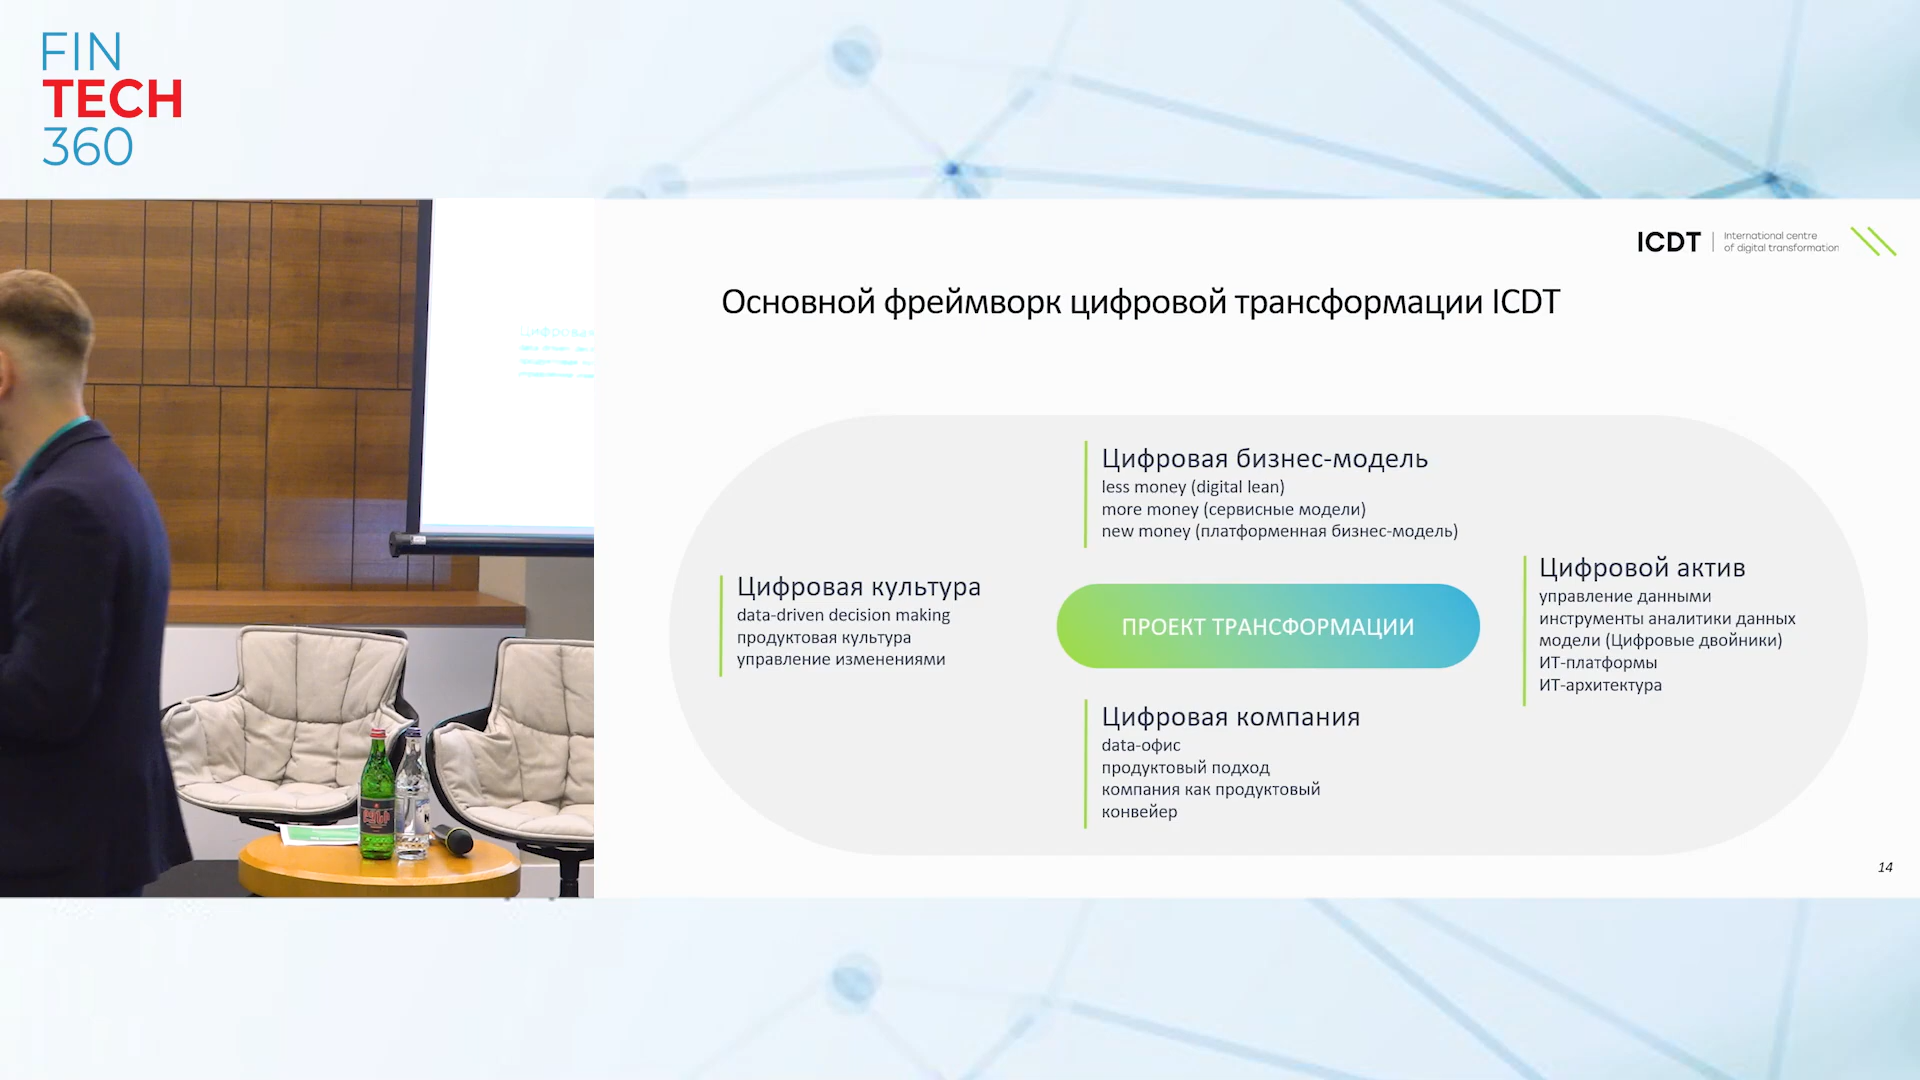 FIN
TECH
360
ICDT
International centre
of digital transformation
Основной фреймворк цифровой трансформации ICDT
Цифровая бизнес-модель
less money (digital lean)
more money (сервисные модели)
new money (платформенная бизнес-модель)
Цифровая культура
data-driven decision making
продуктовая культура
управление изменениями
ПРОЕКТ ТРАНСФОРМАЦИИ
Цифровой актив
управление данными
инструменты аналитики данных
модели (Цифровые двойники)
ИТ-платформы
ИТ-архитектура
Цифровая компания
data-офис
продуктовый подход
компания как продуктовый
конвейер
14